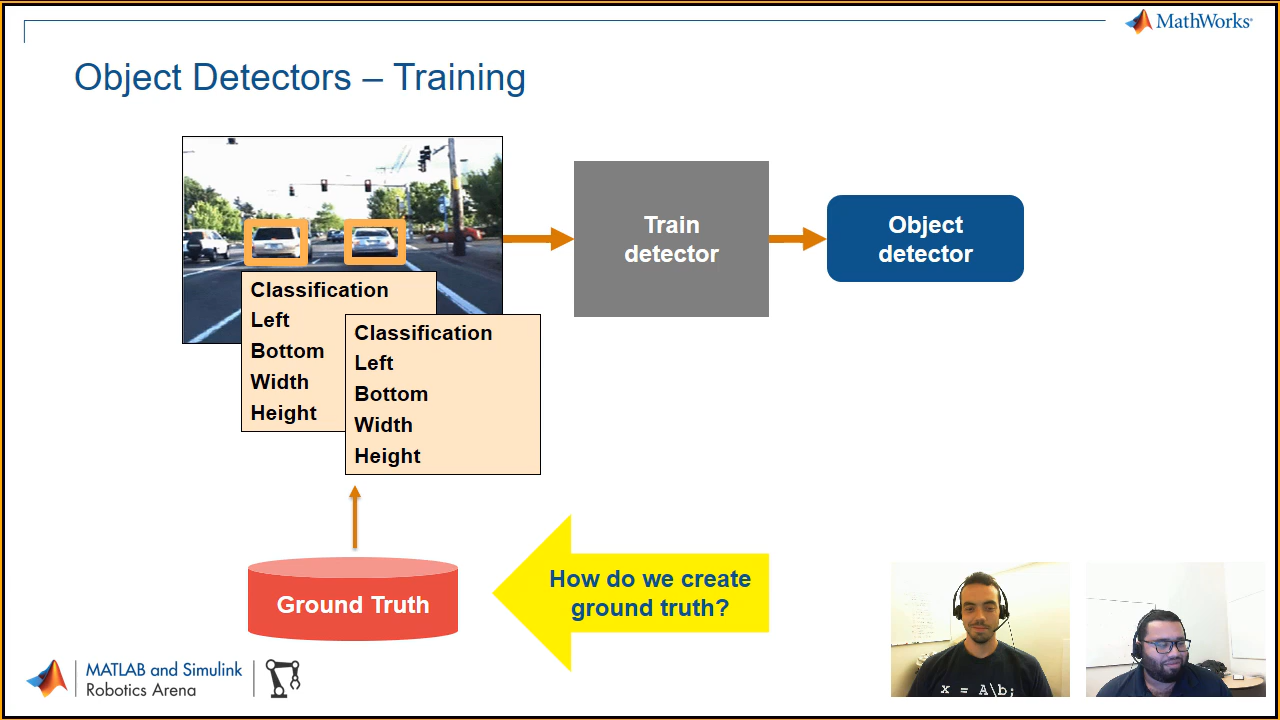 MathWorks
Object Detectors – Training
Train
detector
Object
detector
Classification
Left
Bottom
Width
Height
Classification
Left
Bottom
Width
Height
Ground Truth
How do we create
ground truth?
MATLAB and Simulink
Robotics Arena
x = A\b;